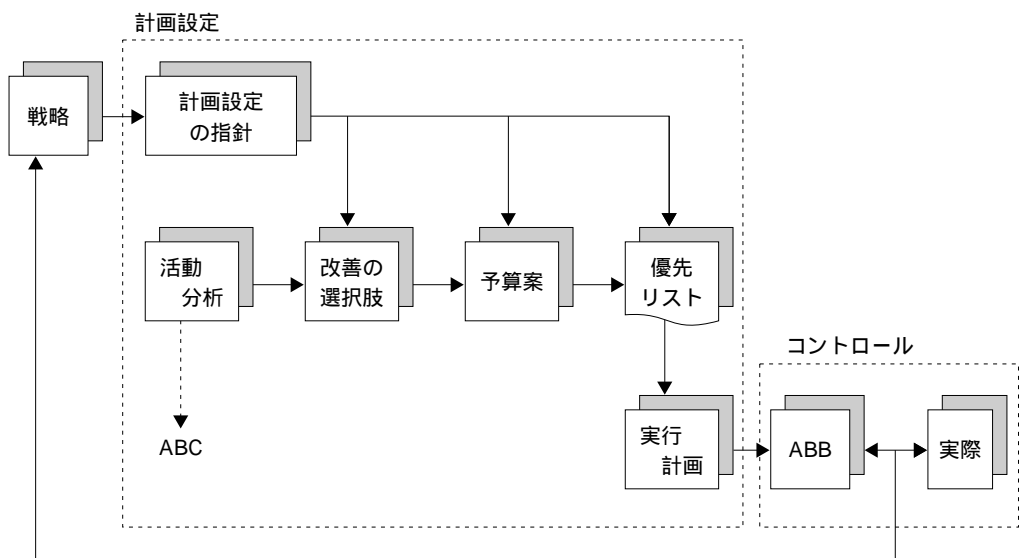 計画設定
戦略
計画設定
の指針
活動
分析
改善の
選択肢
予算案
優先
リスト
コントロール
ABC
実行
計画
ABB
実際